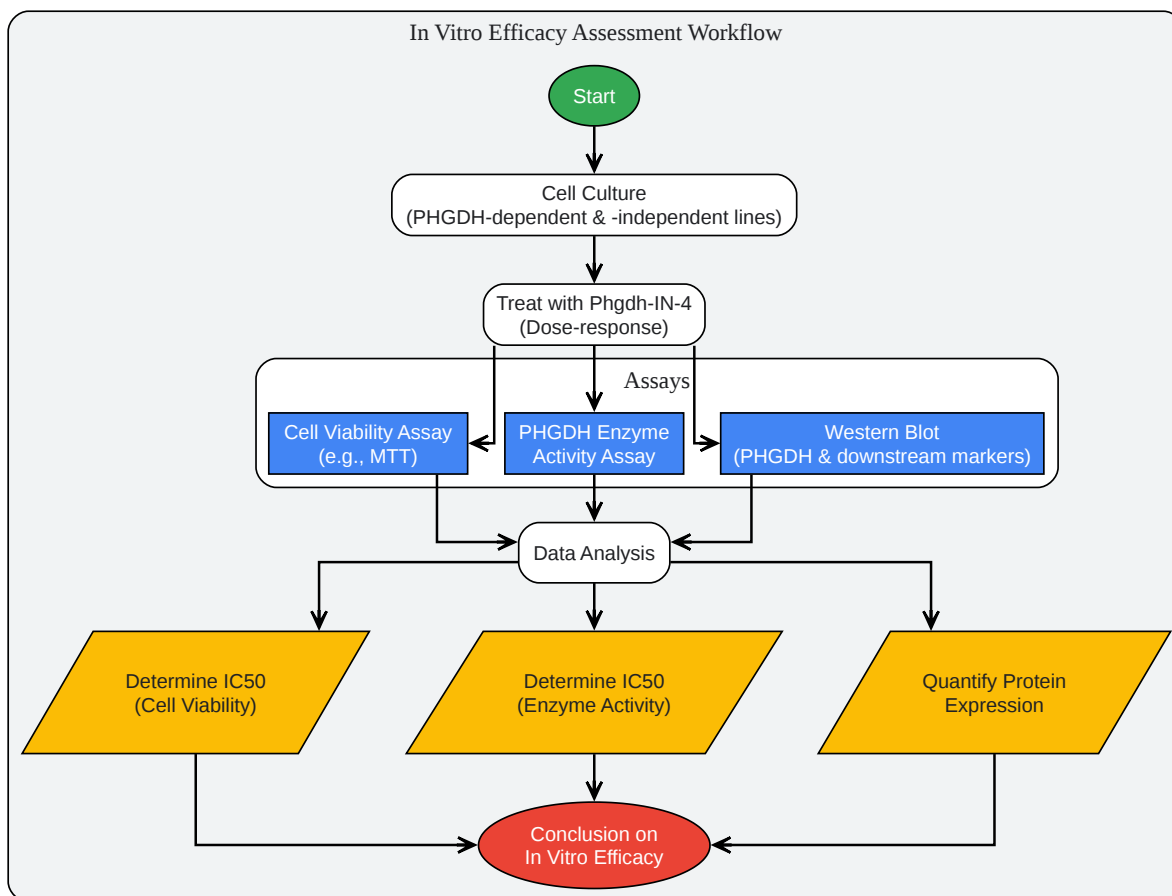 In Vitro Efficacy Assessment Workflow
Start
Cell Culture
(PHGDH-dependent & -independent lines)
Treat with Phgdh-IN-4
(Dose-response)
Assays
Cell Viability Assay
(e.g., MTT)
PHGDH Enzyme
Activity Assay
Western Blot
(PHGDH & downstream markers)
Data Analysis
Determine IC50
(Cell Viability)
Determine IC50
(Enzyme Activity)
Quantify Protein
Expression
Conclusion on
In Vitro Efficacy